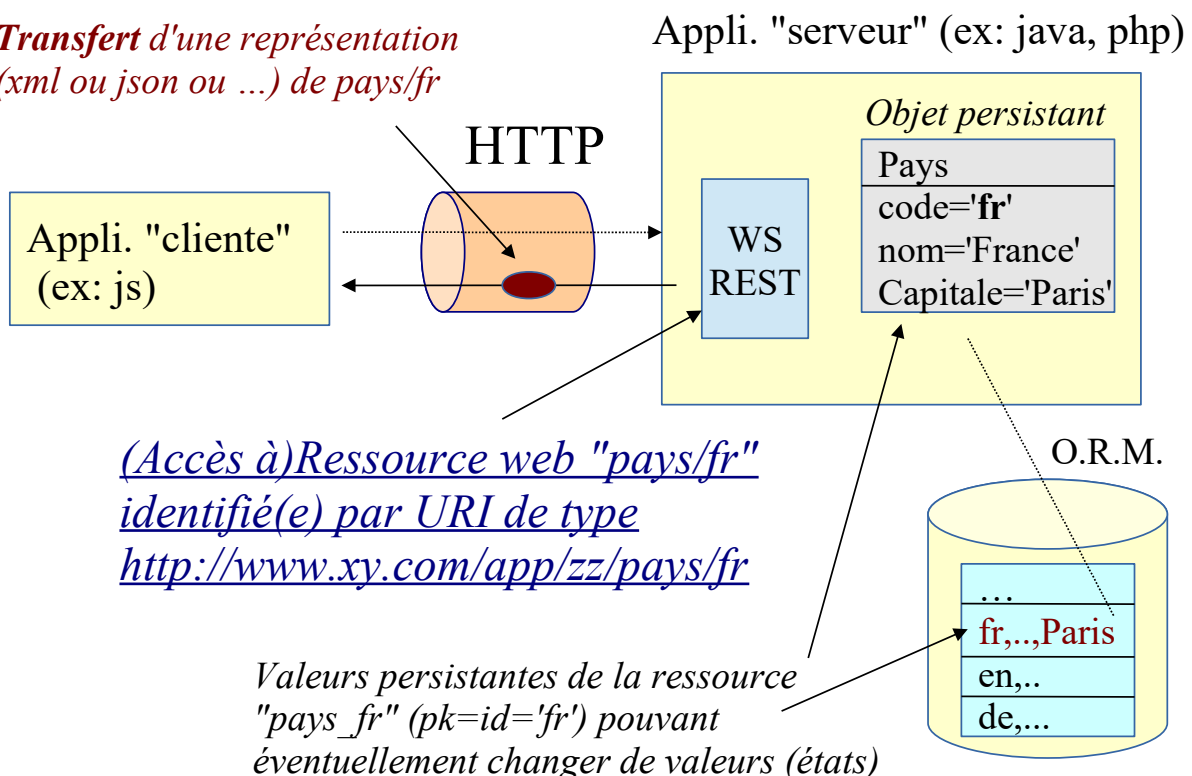 Transfert d'une représentation
(xml ou json ou …) de pays/fr
Appli. "serveur" (ex: java, php)
HTTP
Objet persistant
Pays
code='fr'
nom='France'
Capitale='Paris'
Appli. "cliente"
(ex: js)
WS
REST
(Accès à)Ressource web "pays/fr"
identifié(e) par URI de type
http://www.xy.com/app/zz/pays/fr
O.R.M.
…
fr,..,Paris
en,..
de,...
Valeurs persistantes de la ressource
"pays_fr" (pk=id='fr') pouvant
éventuellement changer de valeurs (états)